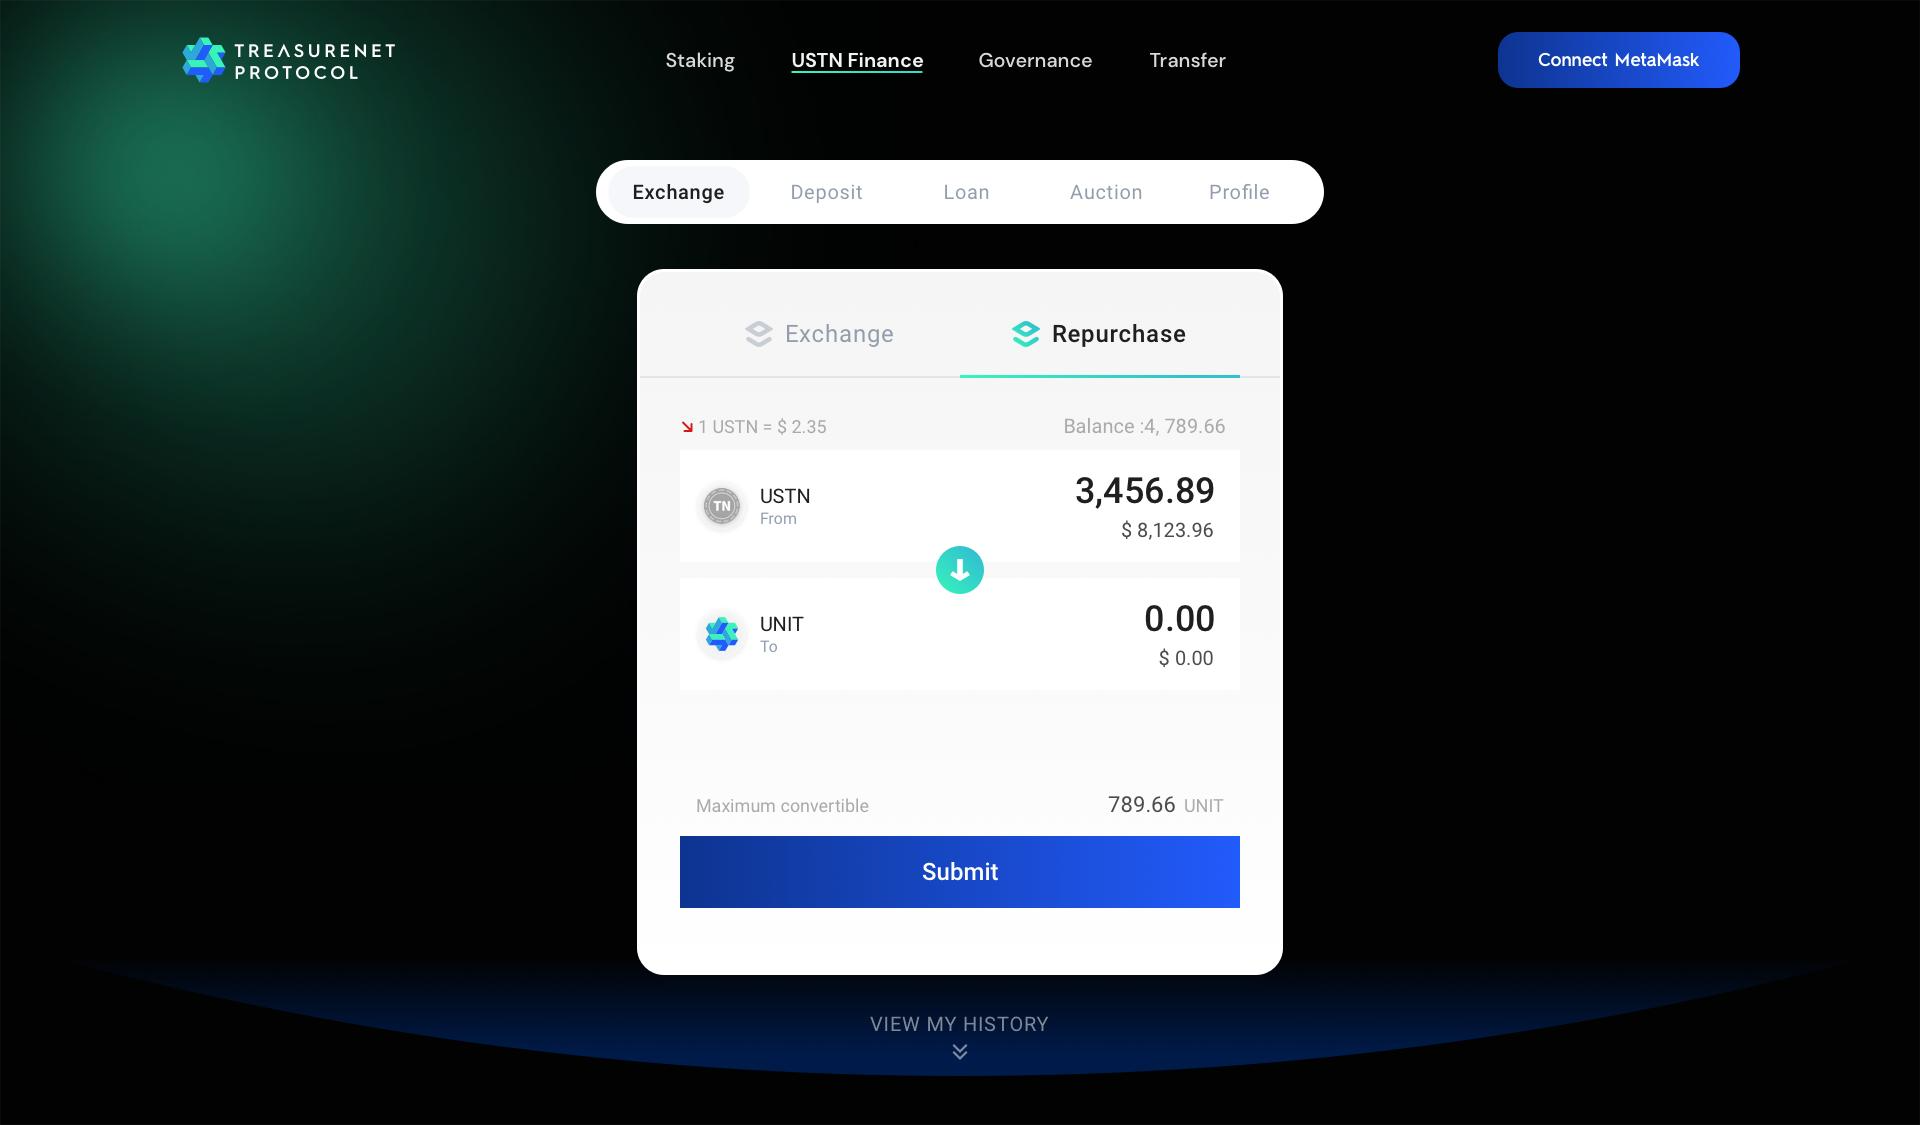 TREASURENET
PROTOCOL
Staking
USTN Finance
Governance
Transfer
Connect MetaMask
Exchange
Deposit
Loan
Auction
Profile
Exchange
Repurchase
1 USTN = $ 2.35
Balance :4, 789.66
TN
USTN
From
3,456.89
$ 8,123.96
UNIT
To
0.00
$ 0.00
Maximum convertible
789.66 UNIT
Submit
VIEW MY HISTORY